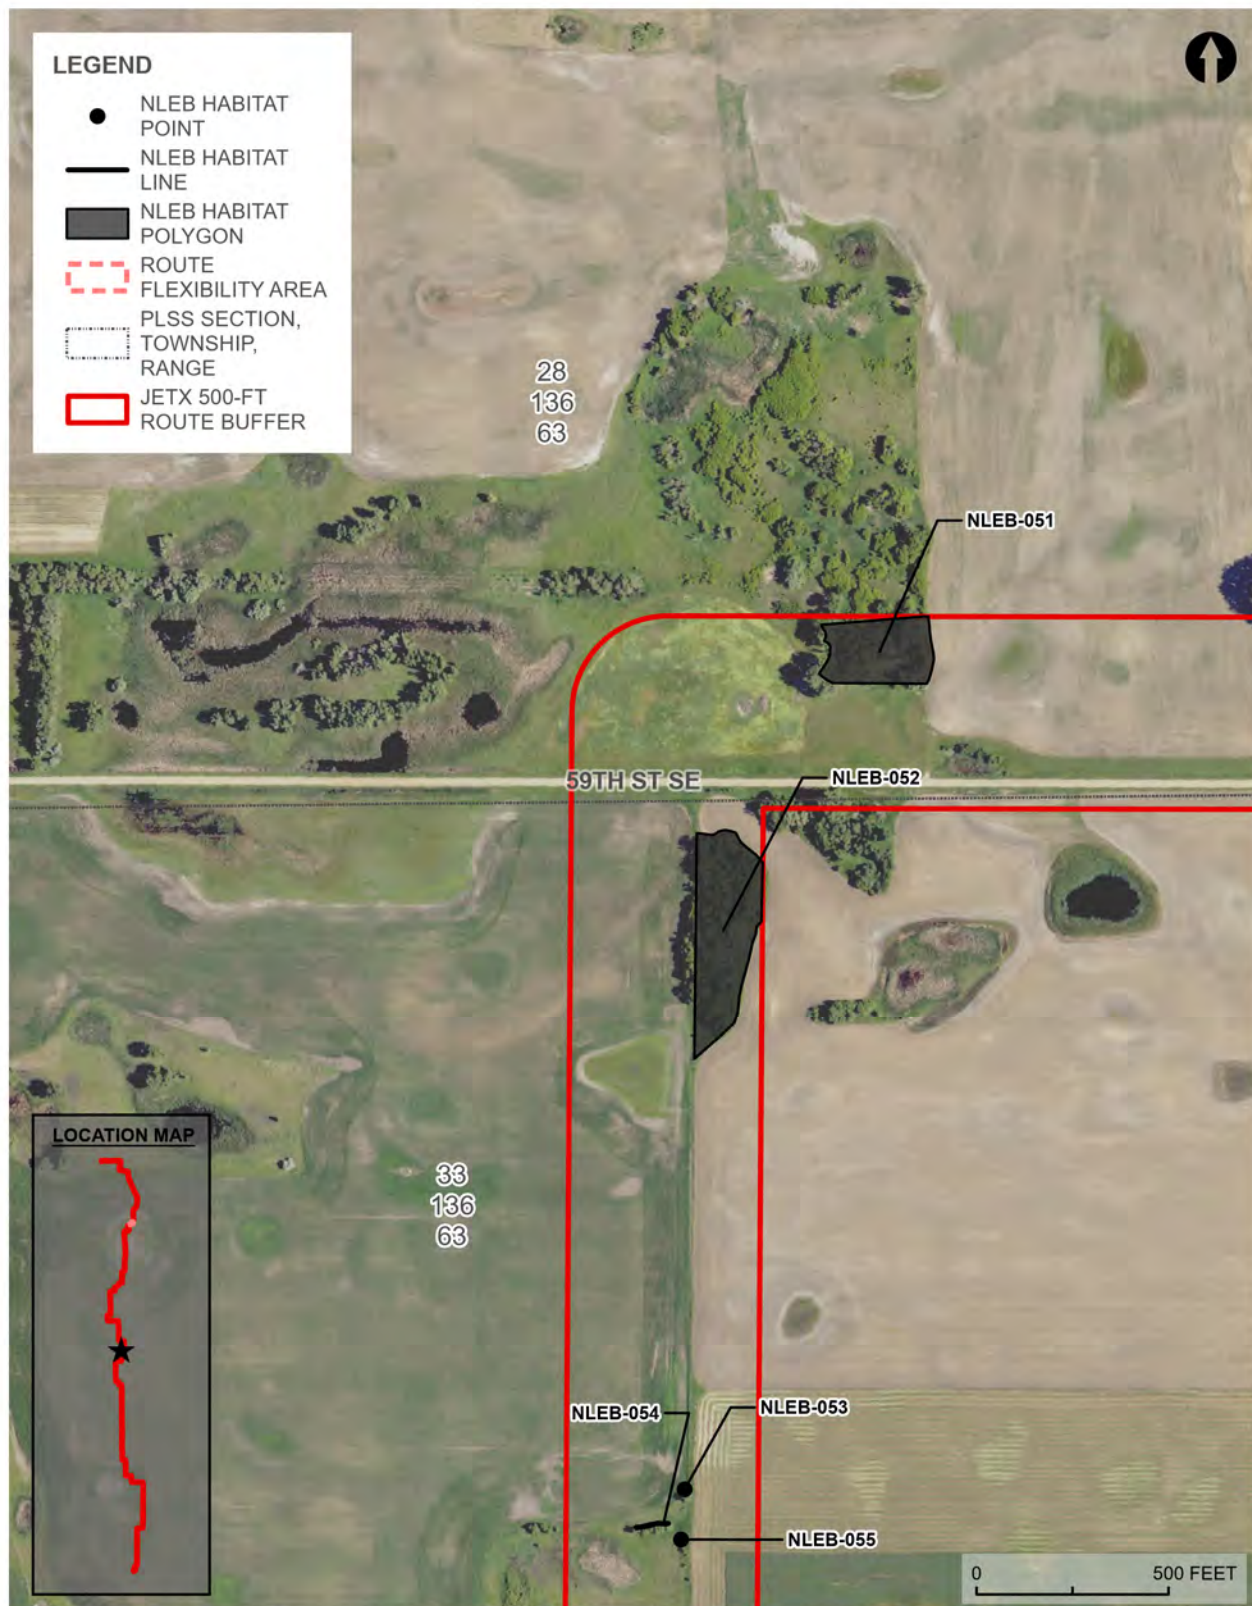 LEGEND
NLEB HABITAT
POINT
NLEB HABITAT
LINE
NLEB HABITAT
POLYGON
ROUTE
FLEXIBILITY AREA
PLSS SECTION,
TOWNSHIP,
RANGE
JETX 500-FT
ROUTE BUFFER
28
136
63
NLEB-051
59TH ST SE
NLEB-052
LOCATION MAP
33
136
63
NLEB-054
NLEB-053
NLEB-055
0 500 FEET